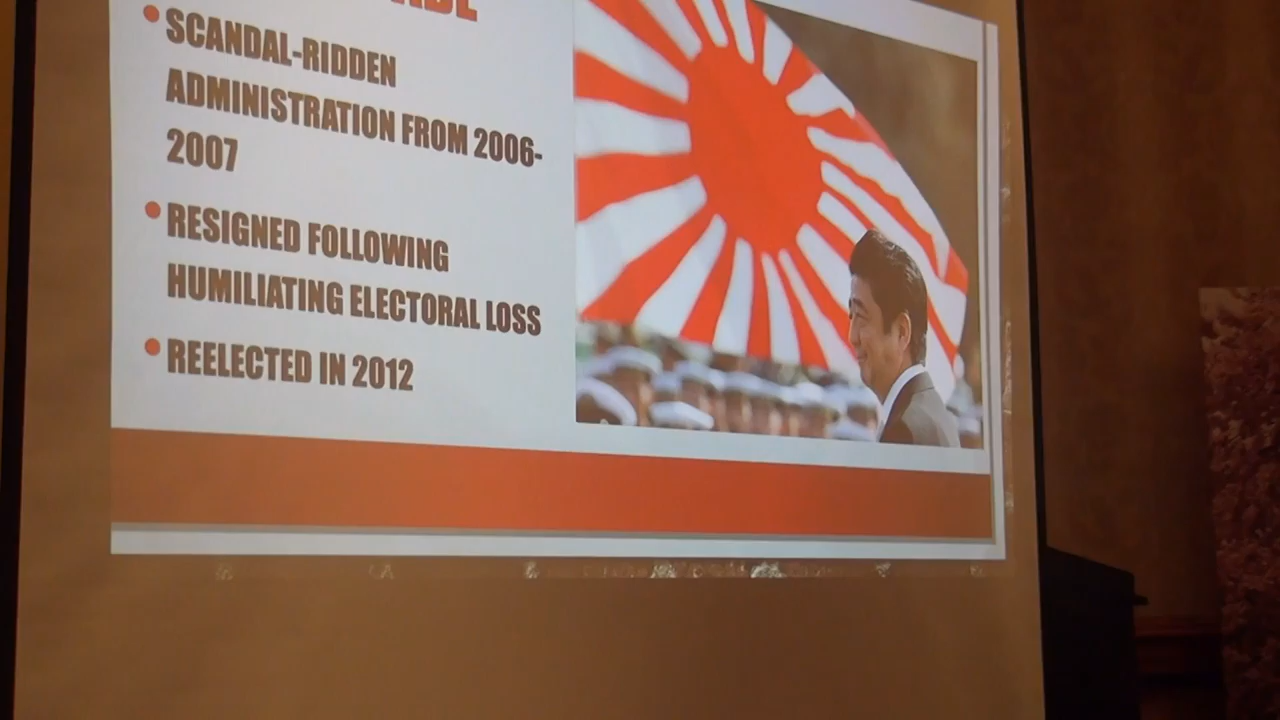 SCANDAL-RIDDEN
ADMINISTRATION FROM 2006-
2007
RESIGNED FOLLOWING
HUMILIATING ELECTORAL LOSS
REELECTED IN 2012